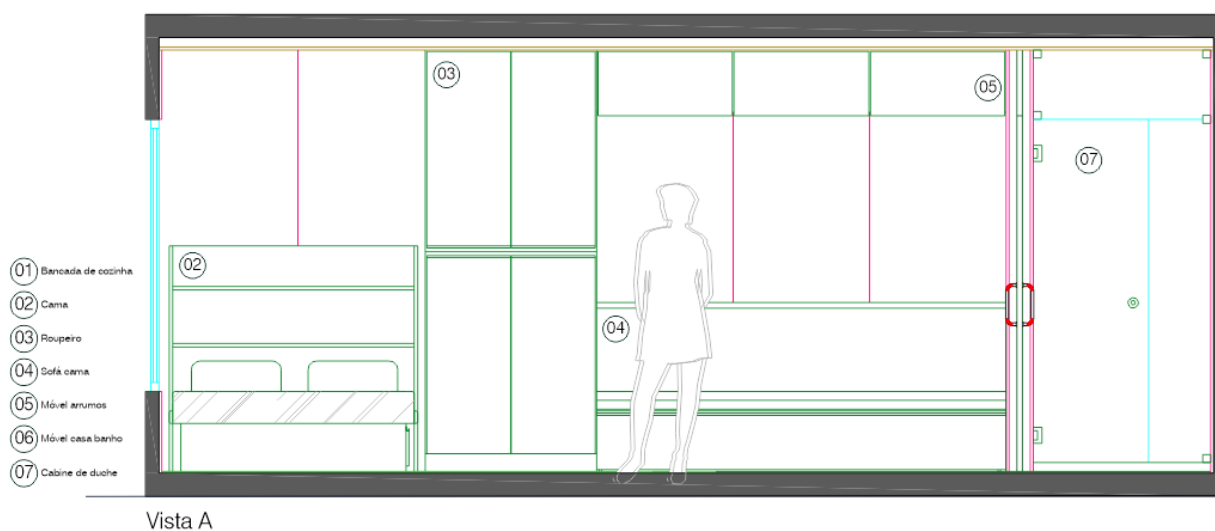 03
05
07
02
04
01 Bancada de cozinha
02 Cama
03 Roupeiro
04 Sofá cama
05 Móvel arrumos
06 Móvel casa banho
07 Cabine de duche
Vista A